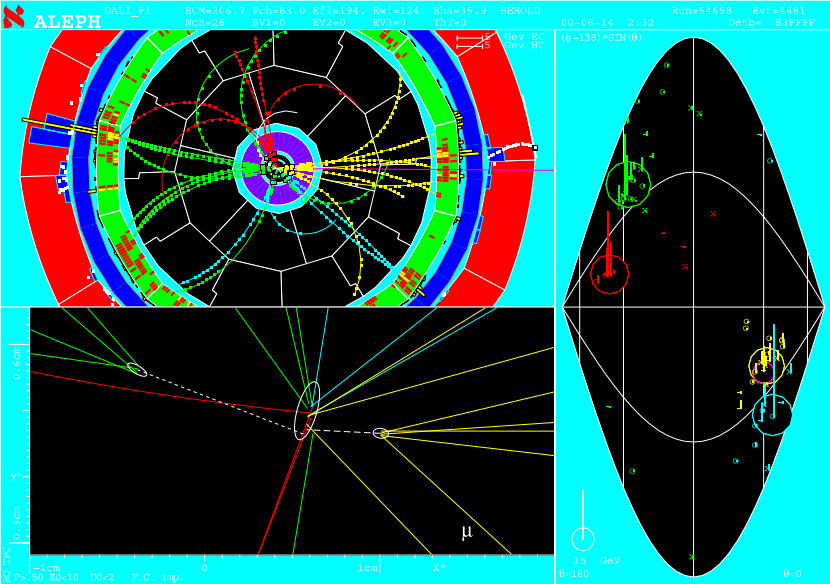 DALI_F1 ECM=206.7 Pch=83.0 Efl=194. Ewi=124. Eha=35.9 BEHOLD
Nch=28 EV1=0 EV2=0 EV3=0 ThT=0
00-06-14 2:32
Run=54698 Evt=4881
Detb= E3FFFF
ALEPH
5 Gev EC
5 Gev HC
(φ-138)*SIN(θ)
0.6cm
Y"
-0.3cm
μ
-1cm 0 1cm X"
RO TPC
P>.50 Z0<10 D0<2 F.C. imp.
15 GeV
θ=180 θ=0